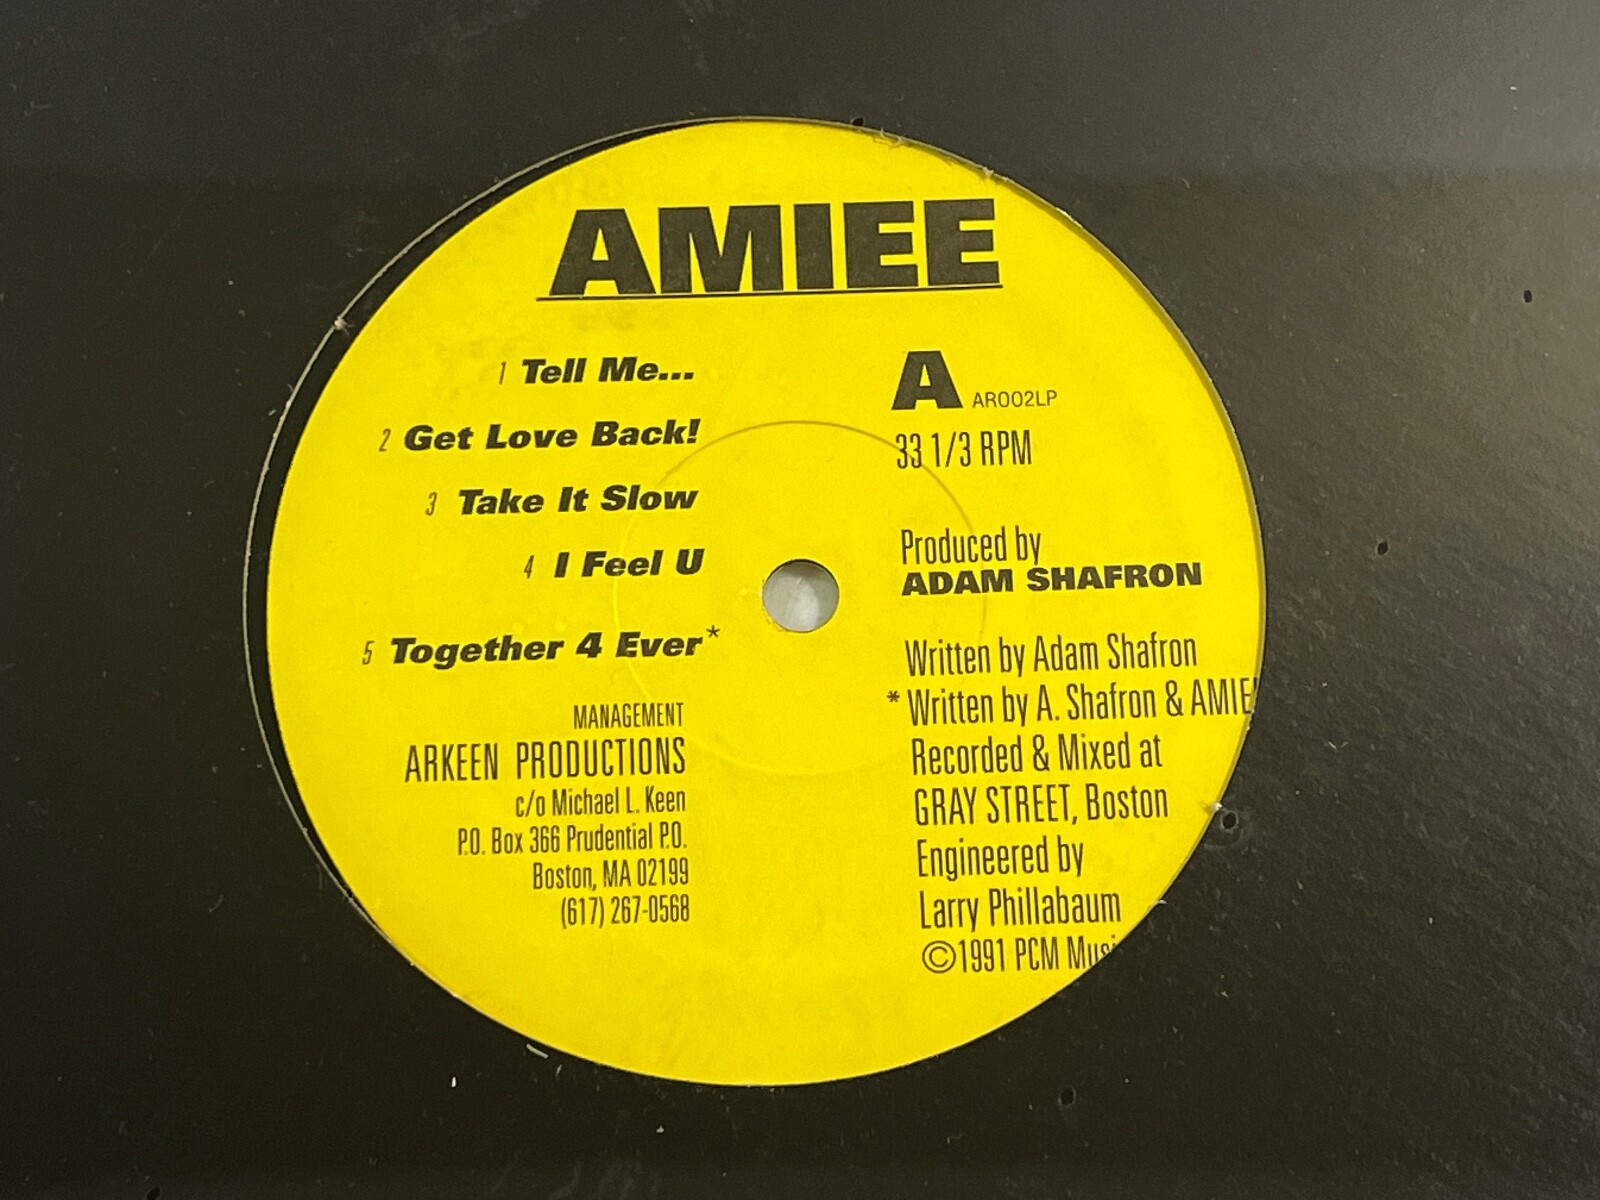 AMIEE
1 Tell Me...
2 Get Love Back!
3 Take It Slow
4 I Feel U
5 Together 4 Ever*
MANAGEMENT
ARKEEN PRODUCTIONS
c/o Michael L. Keen
P.O. Box 366 Prudential P.O.
Boston, MA 02199
(617) 267-0568
A AR002LP
33 1/3 RPM
Produced by
ADAM SHAFRON
Written by Adam Shafron
* Written by A. Shafron & AMIE
Recorded & Mixed at
GRAY STREET, Boston
Engineered by
Larry Phillabaum
©1991 PCM Musi